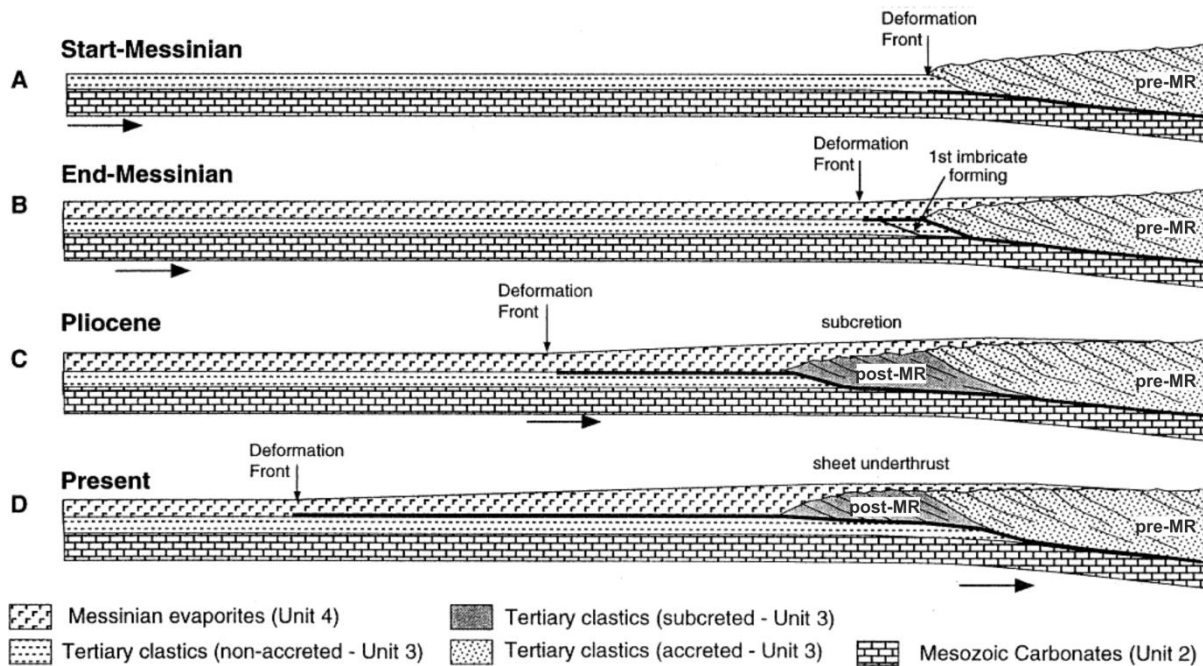 Start-Messinian
A
Deformation
Front
pre-MR
End-Messinian
B
Deformation
Front
1st imbricate
forming
pre-MR
Pliocene
C
Deformation
Front
subcretion
post-MR
pre-MR
Present
D
Deformation
Front
sheet underthrust
post-MR
pre-MR
Messinian evaporites (Unit 4)
Tertiary clastics (non-accreted - Unit 3)
Tertiary clastics (subcreted - Unit 3)
Tertiary clastics (accreted - Unit 3)
Mesozoic Carbonates (Unit 2)